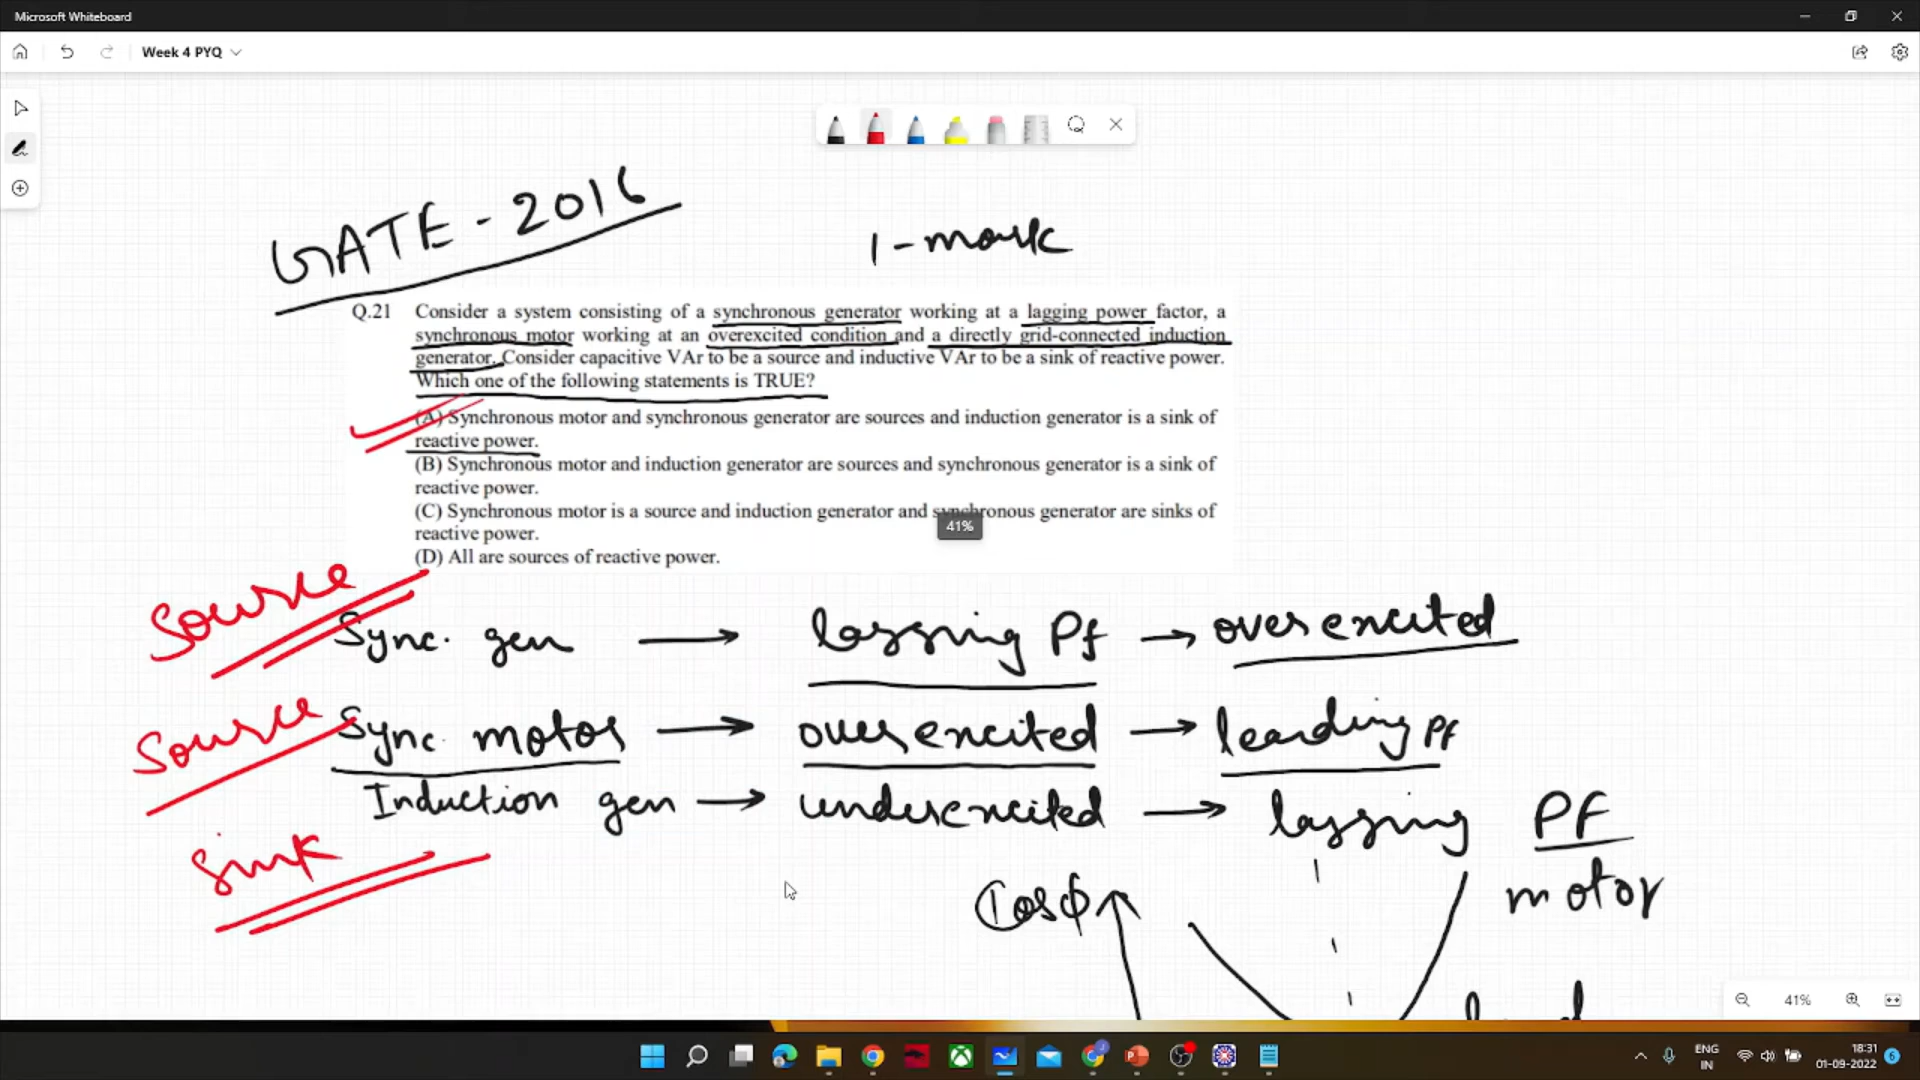 Microsoft Whiteboard
Week 4 PYQ
GATE - 2016
1 - mark
Q.21 Consider a system consisting of a synchronous generator working at a lagging power factor, a
synchronous motor working at an overexcited condition and a directly grid-connected induction
generator. Consider capacitive VAr to be a source and inductive VAr to be a sink of reactive power.
Which one of the following statements is TRUE?
(A) Synchronous motor and synchronous generator are sources and induction generator is a sink of
reactive power.
(B) Synchronous motor and induction generator are sources and synchronous generator is a sink of
reactive power.
(C) Synchronous motor is a source and induction generator and synchronous generator are sinks of
reactive power.
41%
(D) All are sources of reactive power.
Source
Sync. gen → lagging Pf → overexcited
Source
Sync. motor → overexcited → leading Pf
Induction gen → underexcited → lagging PF
Sink
motor
Cosφ
41%
ENG
IN
18:31
01-09-2022
6